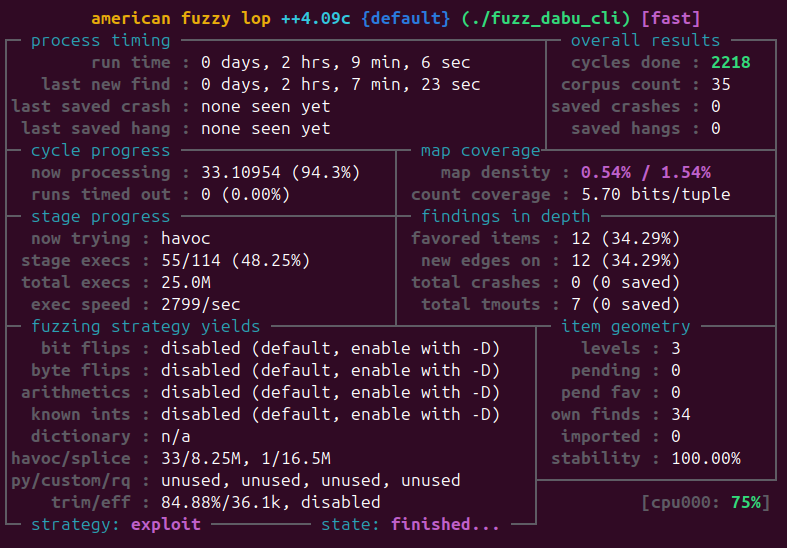 american fuzzy lop ++4.09c {default} (./fuzz_dabu_cli) [fast]
process timing overall results
run time : 0 days, 2 hrs, 9 min, 6 sec cycles done : 2218
last new find : 0 days, 2 hrs, 7 min, 23 sec corpus count : 35
last saved crash : none seen yet saved crashes : 0
last saved hang : none seen yet saved hangs : 0
cycle progress map coverage
now processing : 33.10954 (94.3%) map density : 0.54% / 1.54%
runs timed out : 0 (0.00%) count coverage : 5.70 bits/tuple
stage progress findings in depth
now trying : havoc favored items : 12 (34.29%)
stage execs : 55/114 (48.25%) new edges on : 12 (34.29%)
total execs : 25.0M total crashes : 0 (0 saved)
exec speed : 2799/sec total tmouts : 7 (0 saved)
fuzzing strategy yields item geometry
bit flips : disabled (default, enable with -D) levels : 3
byte flips : disabled (default, enable with -D) pending : 0
arithmetics : disabled (default, enable with -D) pend fav : 0
known ints : disabled (default, enable with -D) own finds : 34
dictionary : n/a imported : 0
havoc/splice : 33/8.25M, 1/16.5M stability : 100.00%
py/custom/rq : unused, unused, unused, unused
trim/eff : 84.88%/36.1k, disabled [cpu000: 75%]
strategy: exploit state: finished...